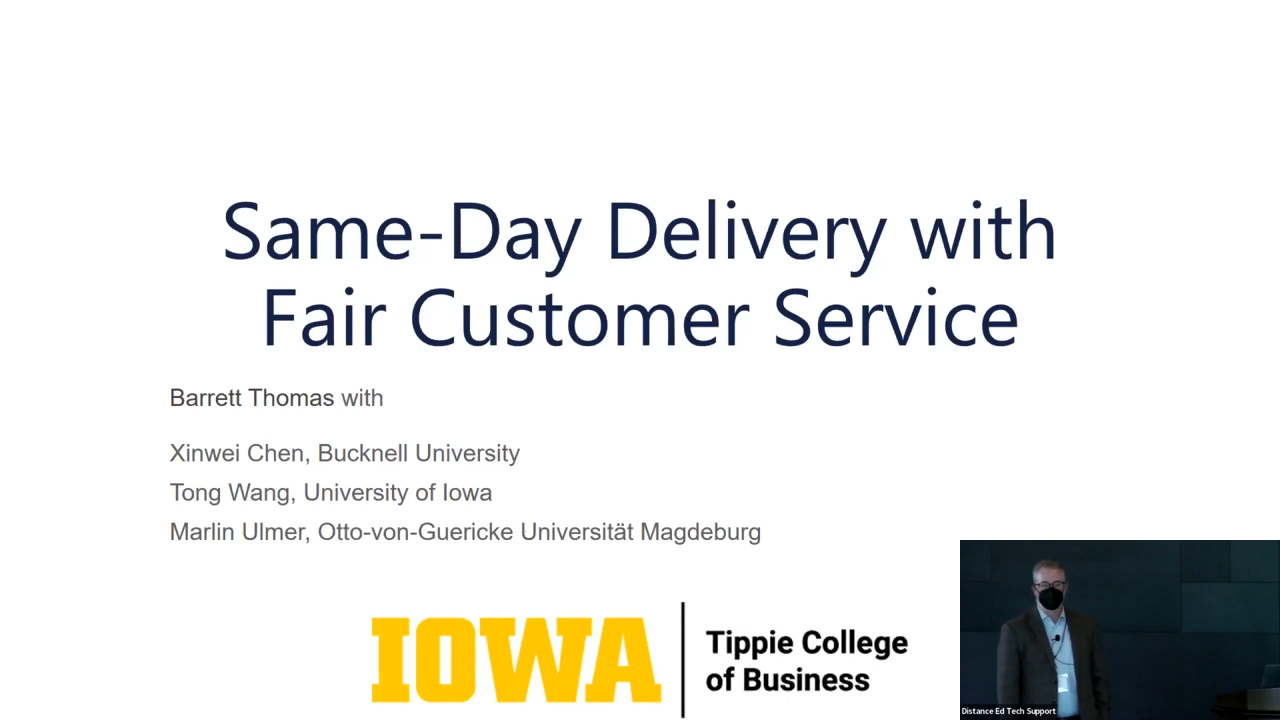 Same-Day Delivery with
Fair Customer Service
Barrett Thomas with
Xinwei Chen, Bucknell University
Tong Wang, University of Iowa
Marlin Ulmer, Otto-von-Guericke Universität Magdeburg
IOWA
Tippie College
of Business
Distance Ed Tech Support